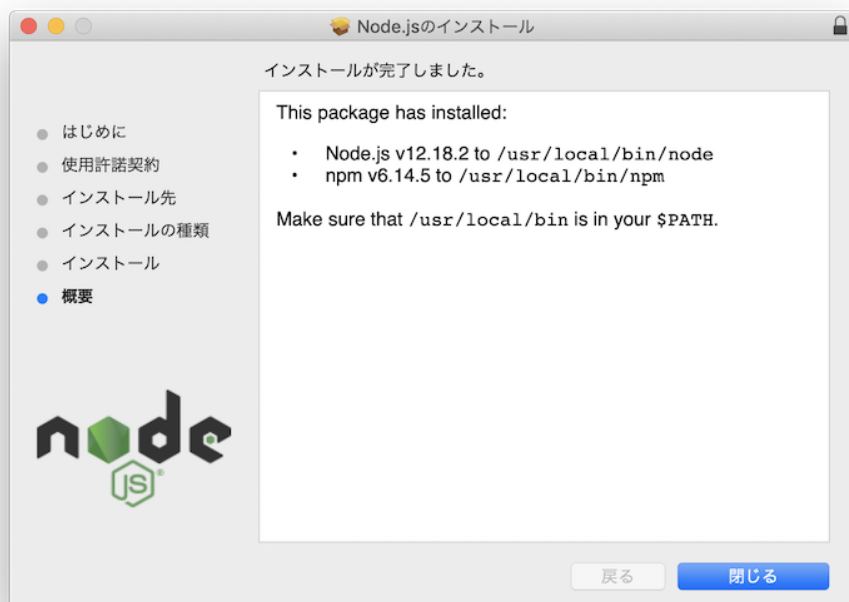 Node.jsのインストール
インストールが完了しました。
はじめに
使用許諾契約
インストール先
インストールの種類
インストール
概要
This package has installed:
• Node.js v12.18.2 to /usr/local/bin/node
• npm v6.14.5 to /usr/local/bin/npm
Make sure that /usr/local/bin is in your $PATH.
node
JS®
戻る
閉じる